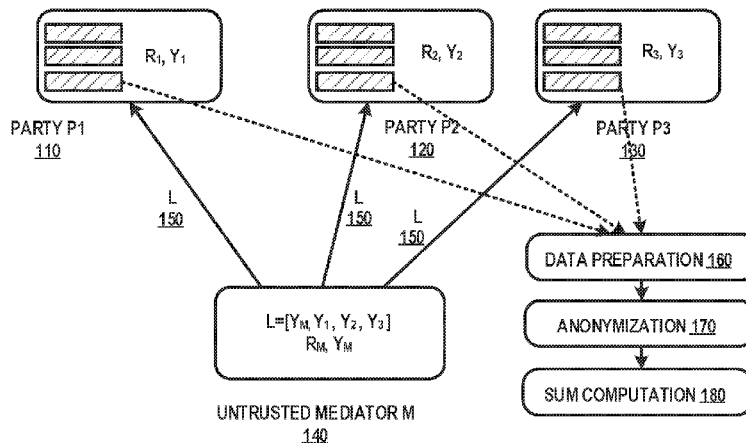 R1, Y1
R2, Y2
R3, Y3
PARTY P1
110
PARTY P2
120
PARTY P3
130
L
150
L
150
L
150
DATA PREPARATION 160
L=[YM, Y1, Y2, Y3]
RM, YM
ANONYMIZATION 170
SUM COMPUTATION 180
UNTRUSTED MEDIATOR M
140